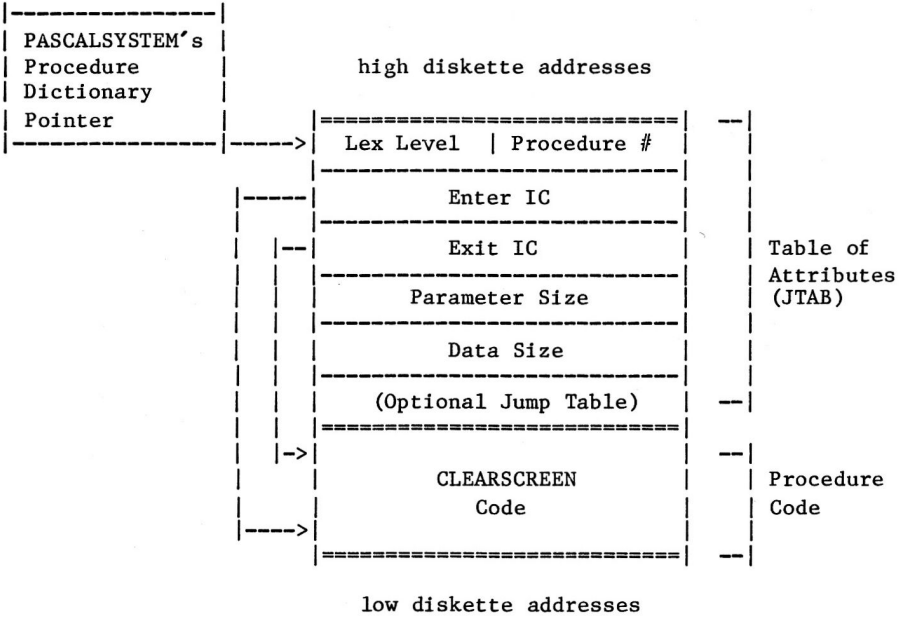 PASCALSYSTEM's
Procedure
Dictionary
Pointer
high diskette addresses
Lex Level | Procedure #
Enter IC
Exit IC
Parameter Size
Data Size
(Optional Jump Table)
Table of
Attributes
(JTAB)
CLEARSCREEN
Code
Procedure
Code
low diskette addresses